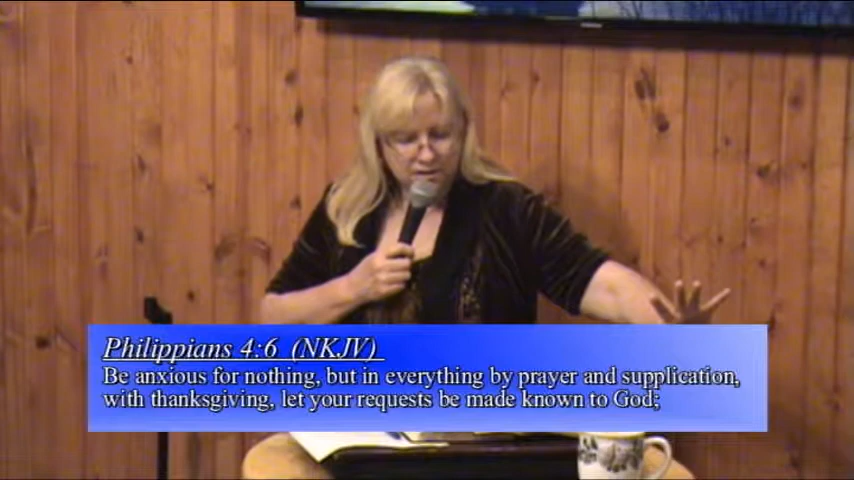 Philippians 4:6 (NKJV)
Be anxious for nothing, but in everything by prayer and supplication,
with thanksgiving, let your requests be made known to God;